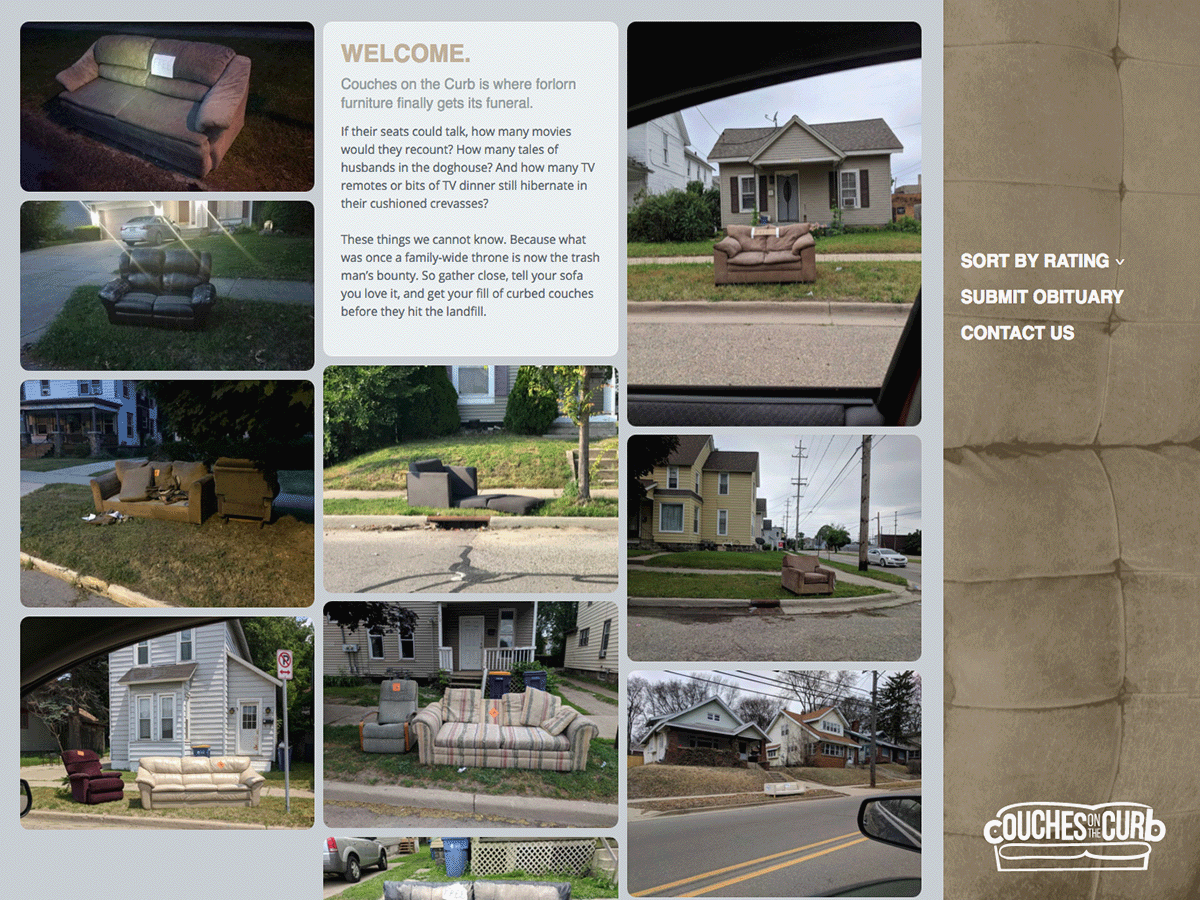 WELCOME.
Couches on the Curb is where forlorn
furniture finally gets its funeral.
If their seats could talk, how many movies
would they recount? How many tales of
husbands in the doghouse? And how many TV
remotes or bits of TV dinner still hibernate in
their cushioned crevasses?
These things we cannot know. Because what
was once a family-wide throne is now the trash
man’s bounty. So gather close, tell your sofa
you love it, and get your fill of curbed couches
before they hit the landfill.
SORT BY RATING
SUBMIT OBITUARY
CONTACT US
COUCHES ON THE CURb